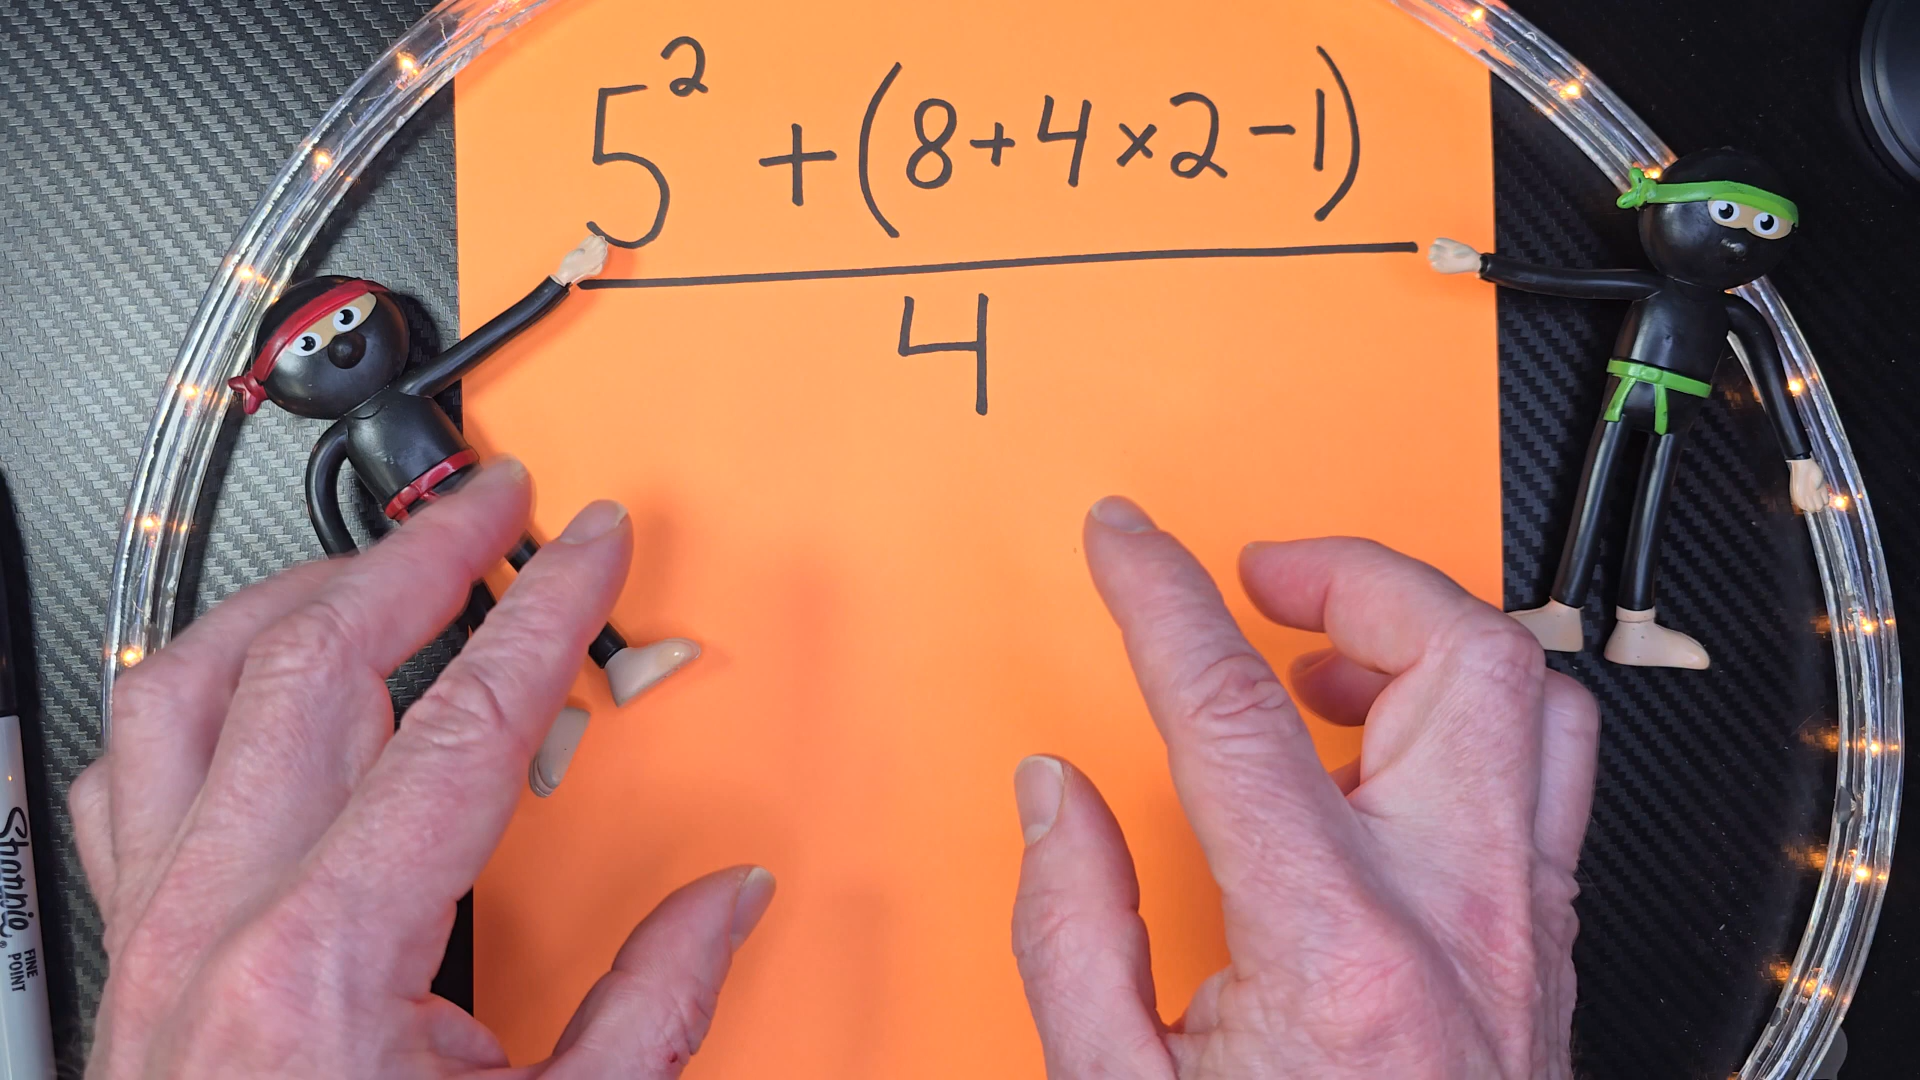 5² + (8+4×2-1)
4
Sharpie®
FINE
POINT